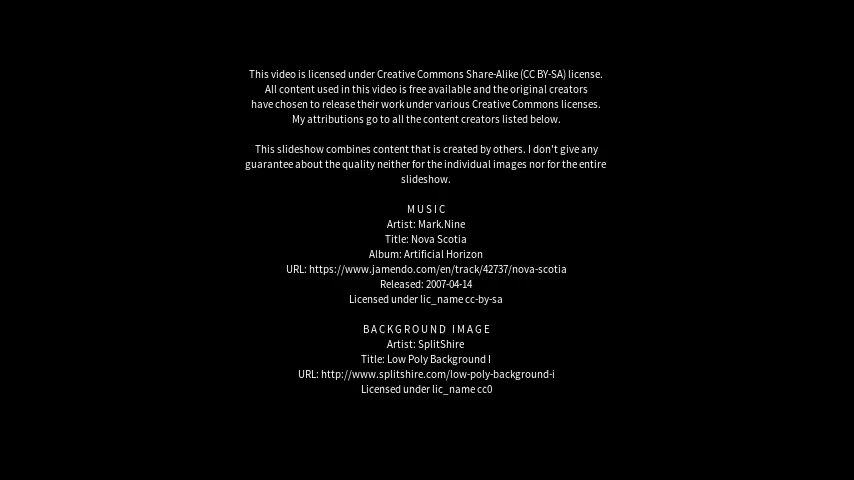 This video is licensed under Creative Commons Share-Alike (CC BY-SA) license.
All content used in this video is free available and the original creators
have chosen to release their work under various Creative Commons licenses.
My attributions go to all the content creators listed below.
This slideshow combines content that is created by others. I don't give any
guarantee about the quality neither for the individual images nor for the entire
slideshow.
MUSIC
Artist: Mark.Nine
Title: Nova Scotia
Album: Artificial Horizon
URL: https://www.jamendo.com/en/track/42737/nova-scotia
Released: 2007-04-14
Licensed under lic_name cc-by-sa
BACKGROUND IMAGE
Artist: SplitShire
Title: Low Poly Background I
URL: http://www.splitshire.com/low-poly-background-i
Licensed under lic_name cc0